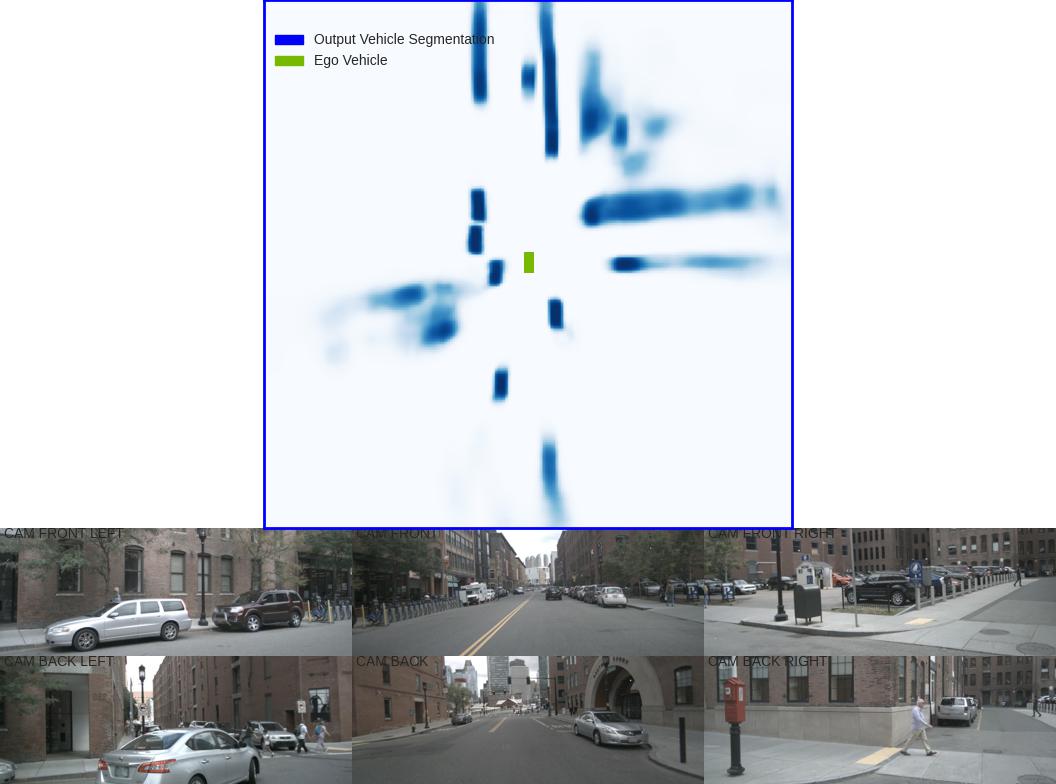 Output Vehicle Segmentation
Ego Vehicle
CAM FRONT LEFT
CAM FRONT
CAM FRONT RIGHT
CAM BACK LEFT
CAM BACK
CAM BACK RIGHT